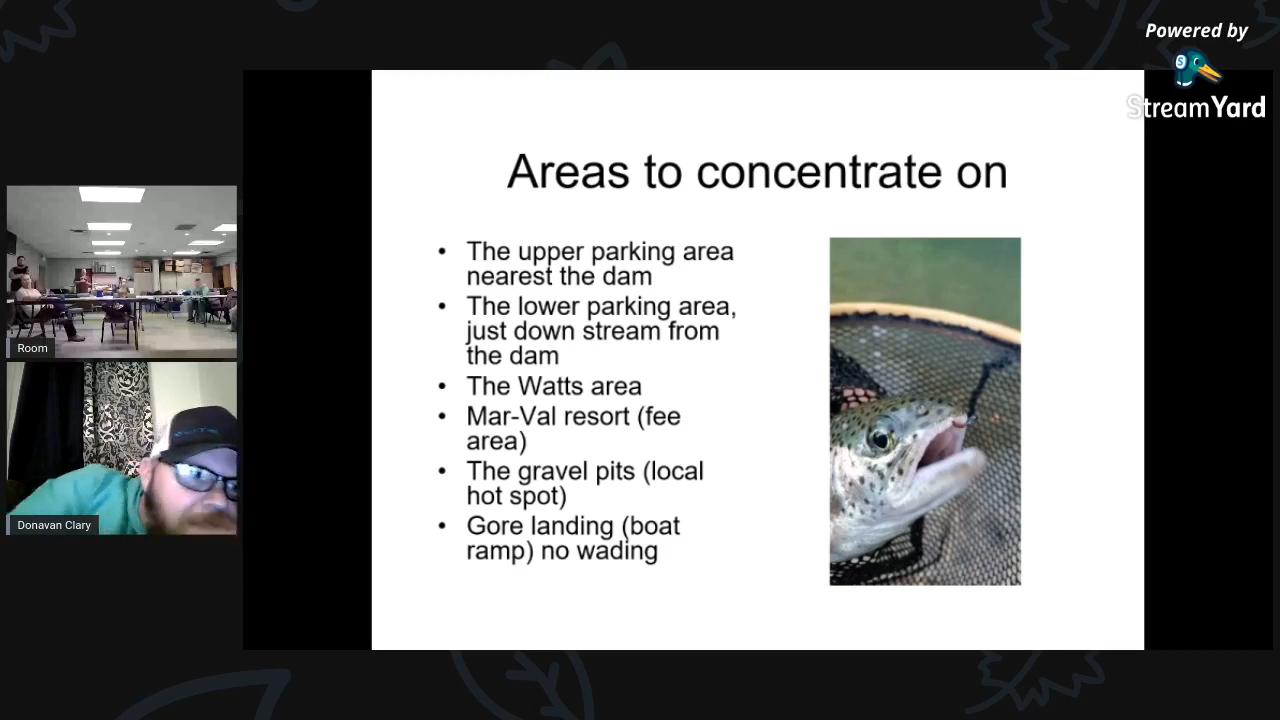 Powered by
StreamYard
Areas to concentrate on
• The upper parking area
nearest the dam
• The lower parking area,
just down stream from
the dam
• The Watts area
• Mar-Val resort (fee
area)
• The gravel pits (local
hot spot)
• Gore landing (boat
ramp) no wading
Room
Donavan Clary